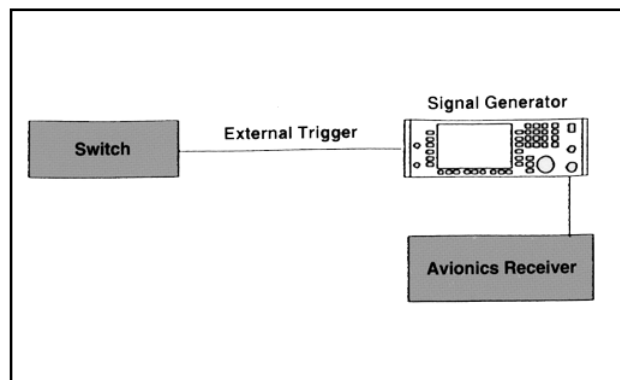 Signal Generator
External Trigger
Switch
Avionics Receiver